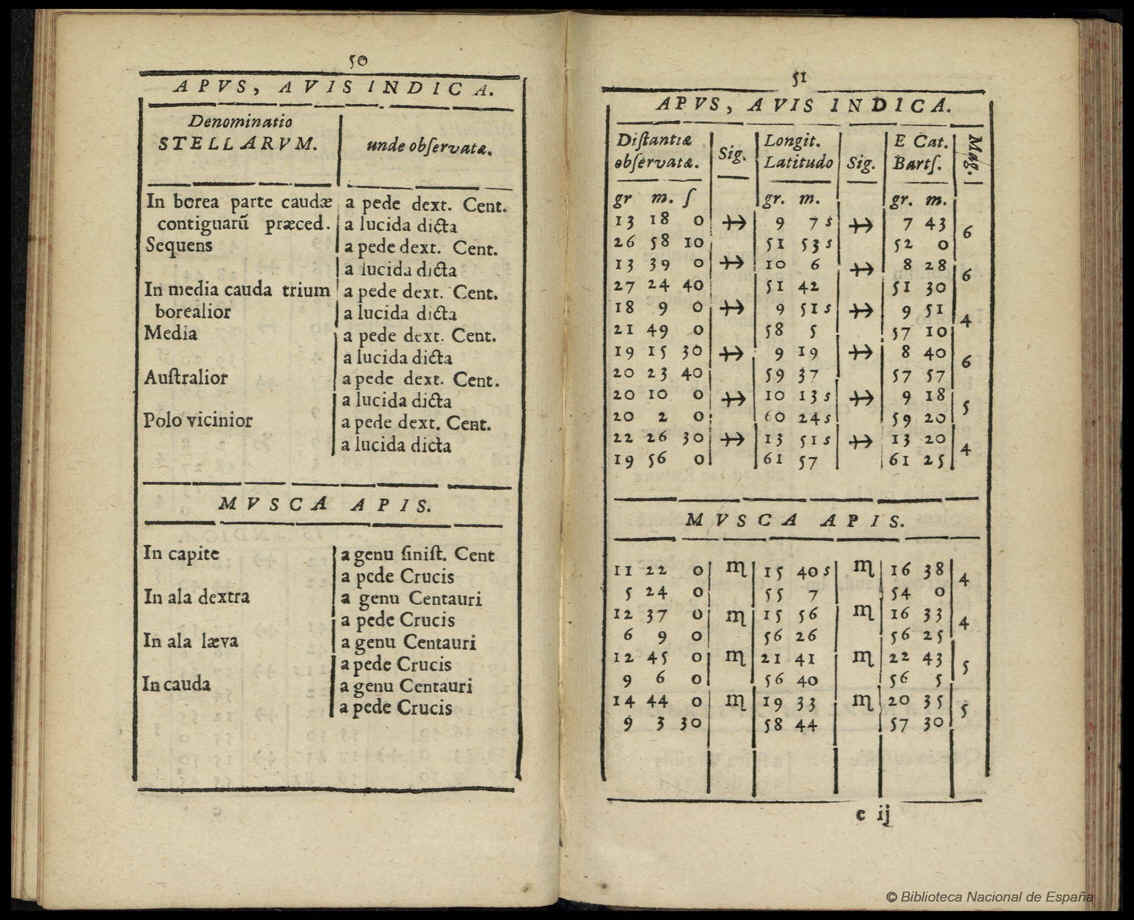 50
APVS, AVIS INDICA.
Denominatio
STELLARVM.
unde observatæ.
In borea parte caudæ a pede dext. Cent.
contiguarũ præced. a lucida dicta
Sequens a pede dext. Cent.
a lucida dicta
In media cauda trium a pede dext. Cent.
borealior a lucida dicta
Media a pede dext. Cent.
a lucida dicta
Auſtralior a pede dext. Cent.
a lucida dicta
Polo vicinior a pede dext. Cent.
a lucida dicta
MVSCA APIS.
In capite a genu ſiniſt. Cent
a pede Crucis
In ala dextra a genu Centauri
a pede Crucis
In ala læva a genu Centauri
a pede Crucis
In cauda a genu Centauri
a pede Crucis
51
APVS, AVIS INDICA.
Diſtantiæ Sig. Longit. Sig. E Cat. Mag.
obſervatæ. Latitudo Bartſ.
gr m. ſ gr. m. gr. m.
13 18 0 ♐ 9 7 s ♐ 7 43 6
26 58 10 51 53 s 52 0
13 39 0 ♐ 10 6 ♐ 8 28 6
27 24 40 51 42 51 30
18 9 0 ♐ 9 51 s ♐ 9 51 4
21 49 0 58 5 57 10
19 15 30 ♐ 9 19 ♐ 8 40 6
20 23 40 59 37 57 57
20 10 0 ♐ 10 13 s ♐ 9 18 5
20 2 0 60 24 s 59 20
22 26 30 ♐ 13 51 s ♐ 13 20 4
19 56 0 61 57 61 25
MVSCA APIS.
11 22 0 ♏ 15 40 s ♏ 16 38 4
5 24 0 55 7 54 0
12 37 0 ♏ 15 56 ♏ 16 33 4
6 9 0 56 26 56 25
12 45 0 ♏ 21 41 ♏ 22 43 5
9 6 0 56 40 56 5
14 44 0 ♏ 19 33 ♏ 20 35 5
9 3 30 58 44 57 30
c ij
© Biblioteca Nacional de España